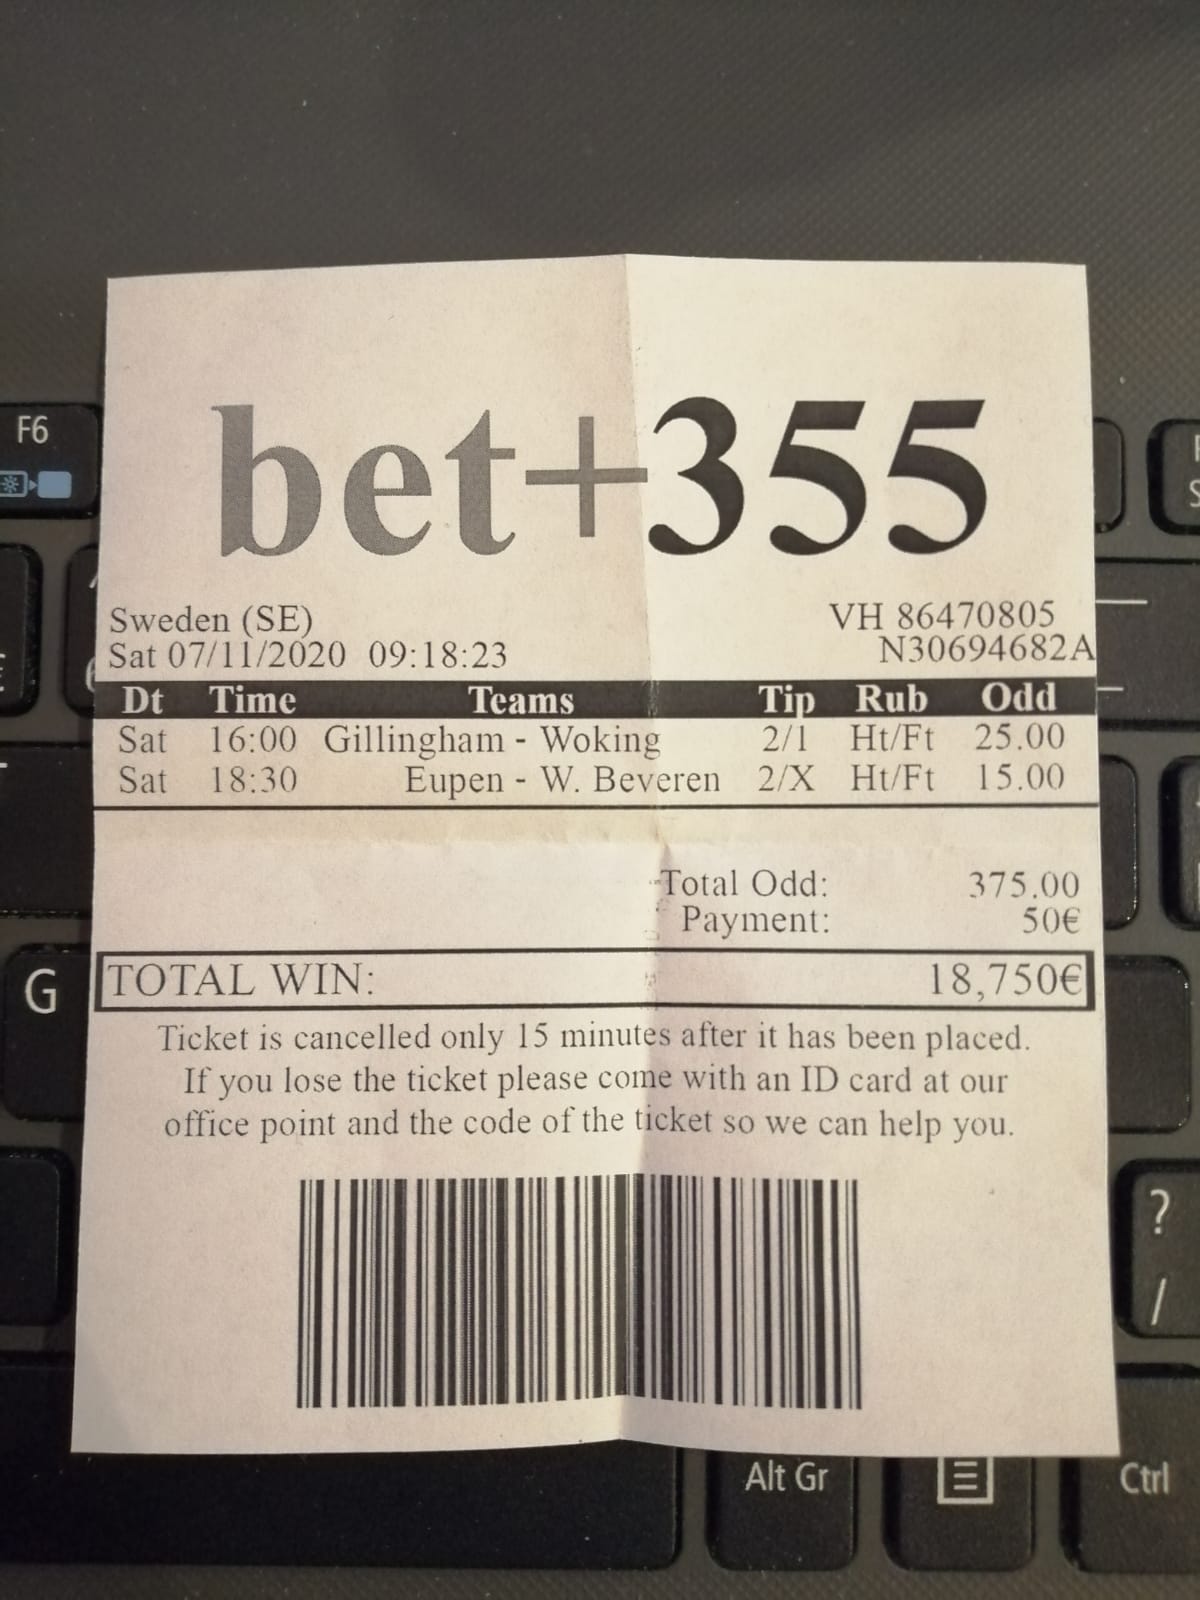 bet+355
Sweden (SE) VH 86470805
Sat 07/11/2020 09:18:23 N30694682A
Dt Time Teams Tip Rub Odd
Sat 16:00 Gillingham - Woking 2/1 Ht/Ft 25.00
Sat 18:30 Eupen - W. Beveren 2/X Ht/Ft 15.00
Total Odd: 375.00
Payment: 50€
TOTAL WIN: 18,750€
Ticket is cancelled only 15 minutes after it has been placed.
If you lose the ticket please come with an ID card at our
office point and the code of the ticket so we can help you.
F6
G
?
/
Alt Gr
Ctrl